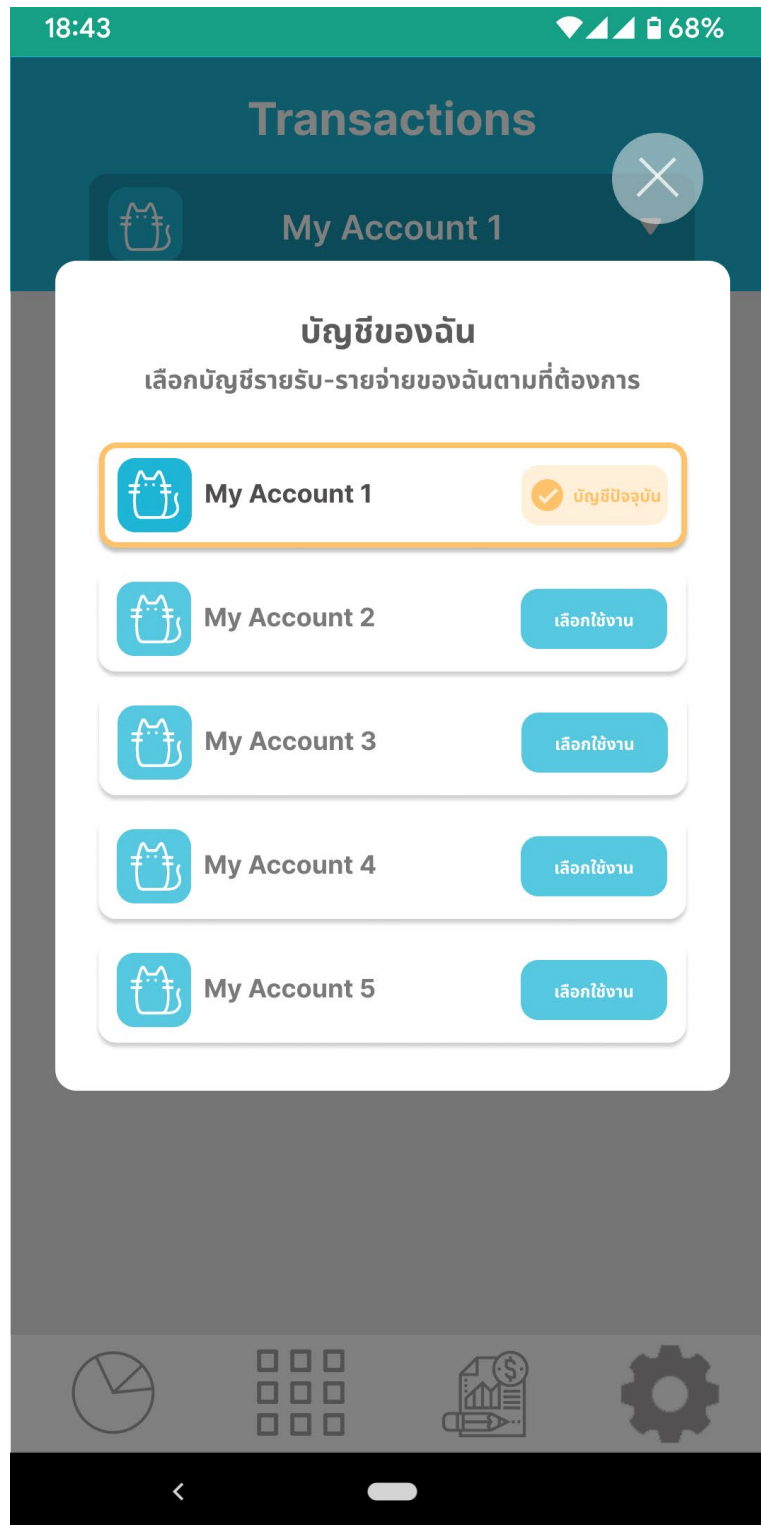 18:43 68%
Transactions
My Account 1
บัญชีของฉัน
เลือกบัญชีรายรับ-รายจ่ายของฉันตามที่ต้องการ
My Account 1 บัญชีปัจจุบัน
My Account 2 เลือกใช้งาน
My Account 3 เลือกใช้งาน
My Account 4 เลือกใช้งาน
My Account 5 เลือกใช้งาน
$